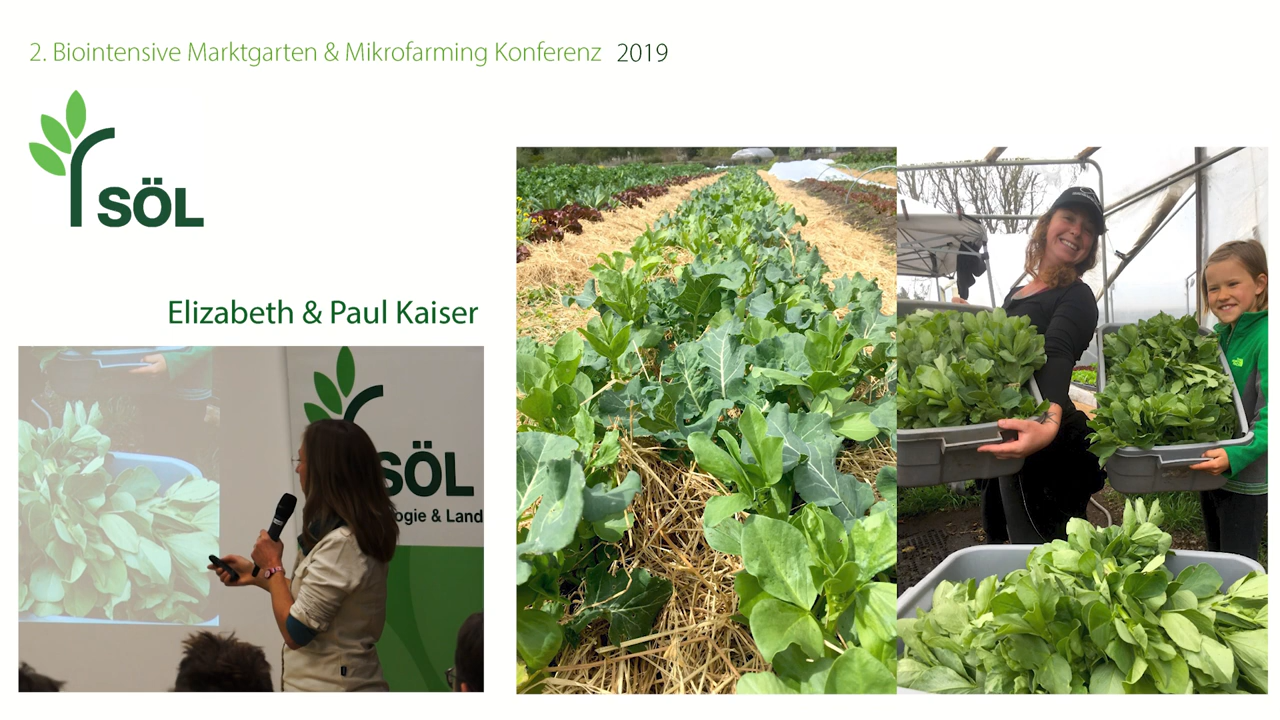 2. Biointensive Marktgarten & Mikrofarming Konferenz 2019
SÖL
Elizabeth & Paul Kaiser
SÖL
ogie & Land